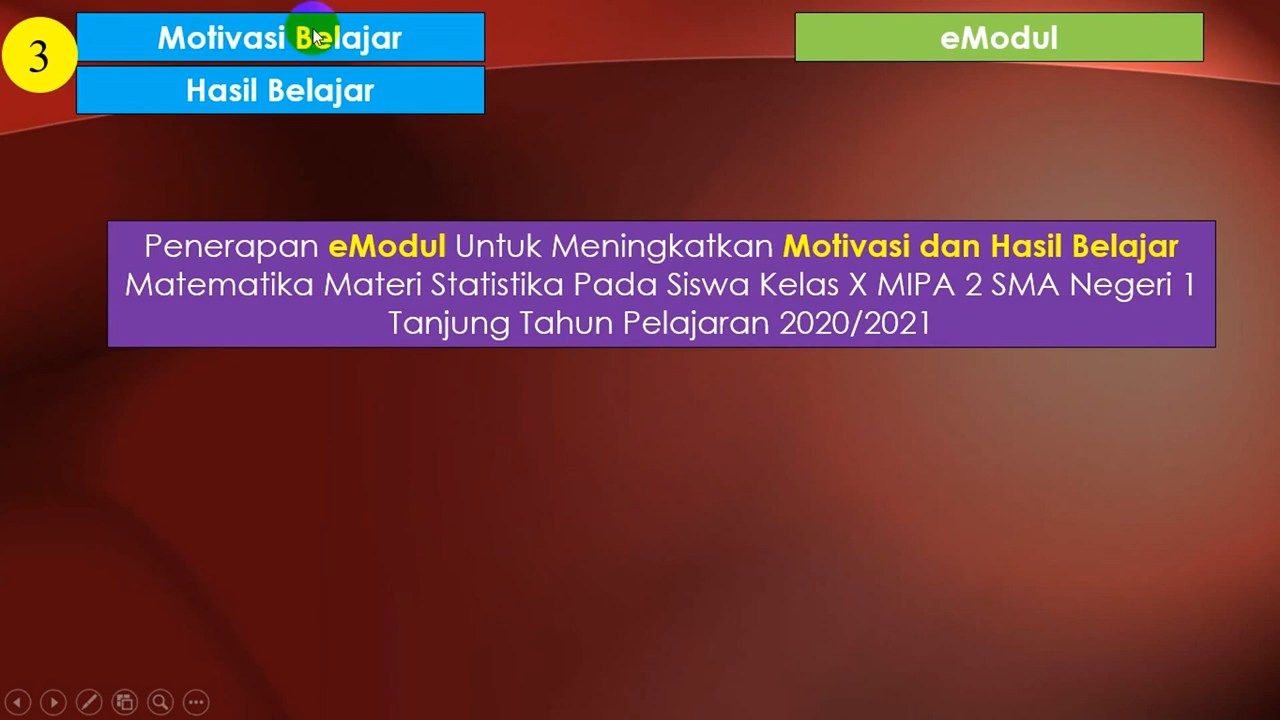 3
Motivasi Belajar
Hasil Belajar
eModul
Penerapan eModul Untuk Meningkatkan Motivasi dan Hasil Belajar
Matematika Materi Statistika Pada Siswa Kelas X MIPA 2 SMA Negeri 1
Tanjung Tahun Pelajaran 2020/2021